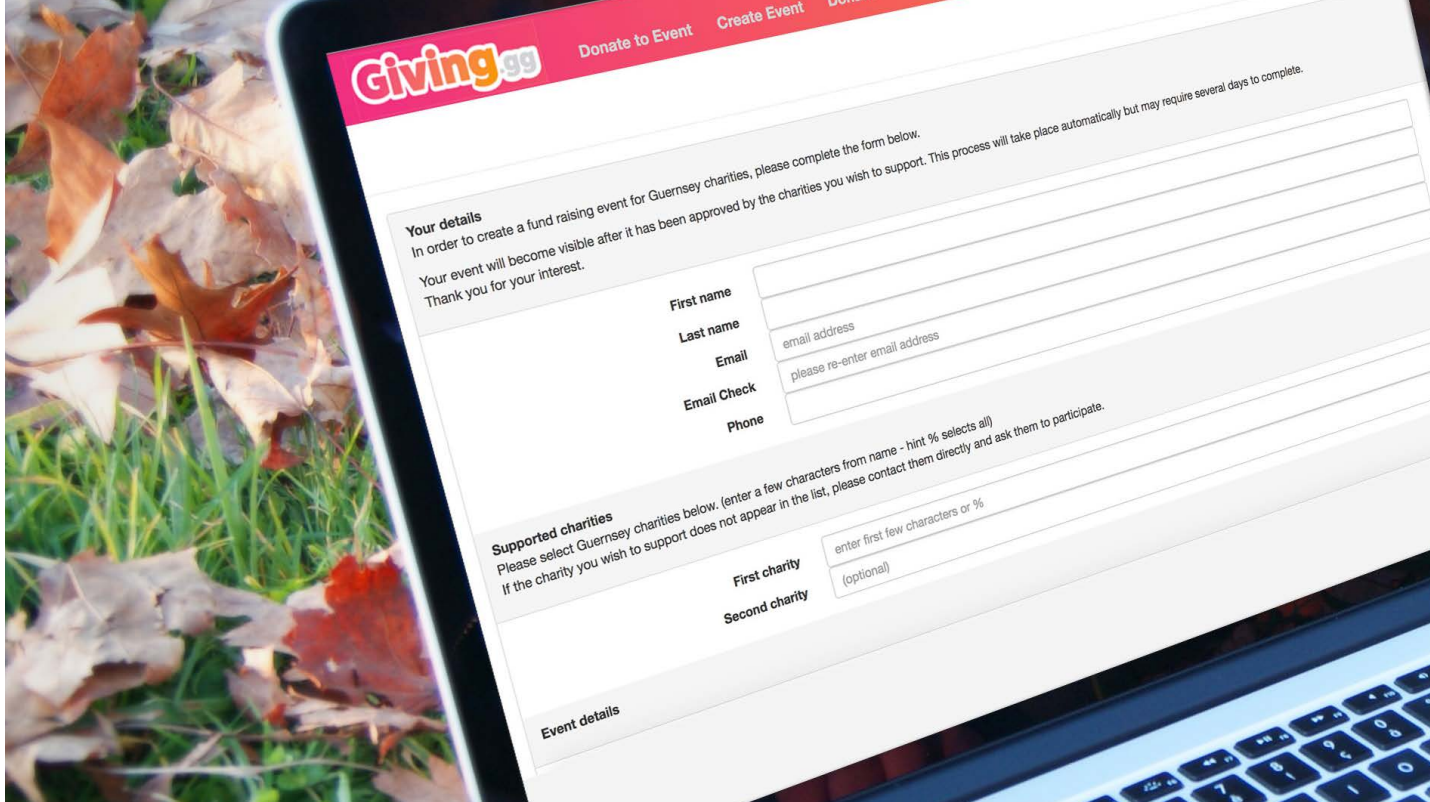 Giving.gg
Donate to Event
Create Event
Your details
In order to create a fund raising event for Guernsey charities, please complete the form below.
Your event will become visible after it has been approved by the charities you wish to support. This process will take place automatically but may require several days to complete.
Thank you for your interest.
First name
Last name
Email
email address
Email Check
please re-enter email address
Phone
Supported charities
Please select Guernsey charities below. (enter a few characters from name - hint % selects all)
If the charity you wish to support does not appear in the list, please contact them directly and ask them to participate.
First charity
enter first few characters or %
Second charity
(optional)
Event details